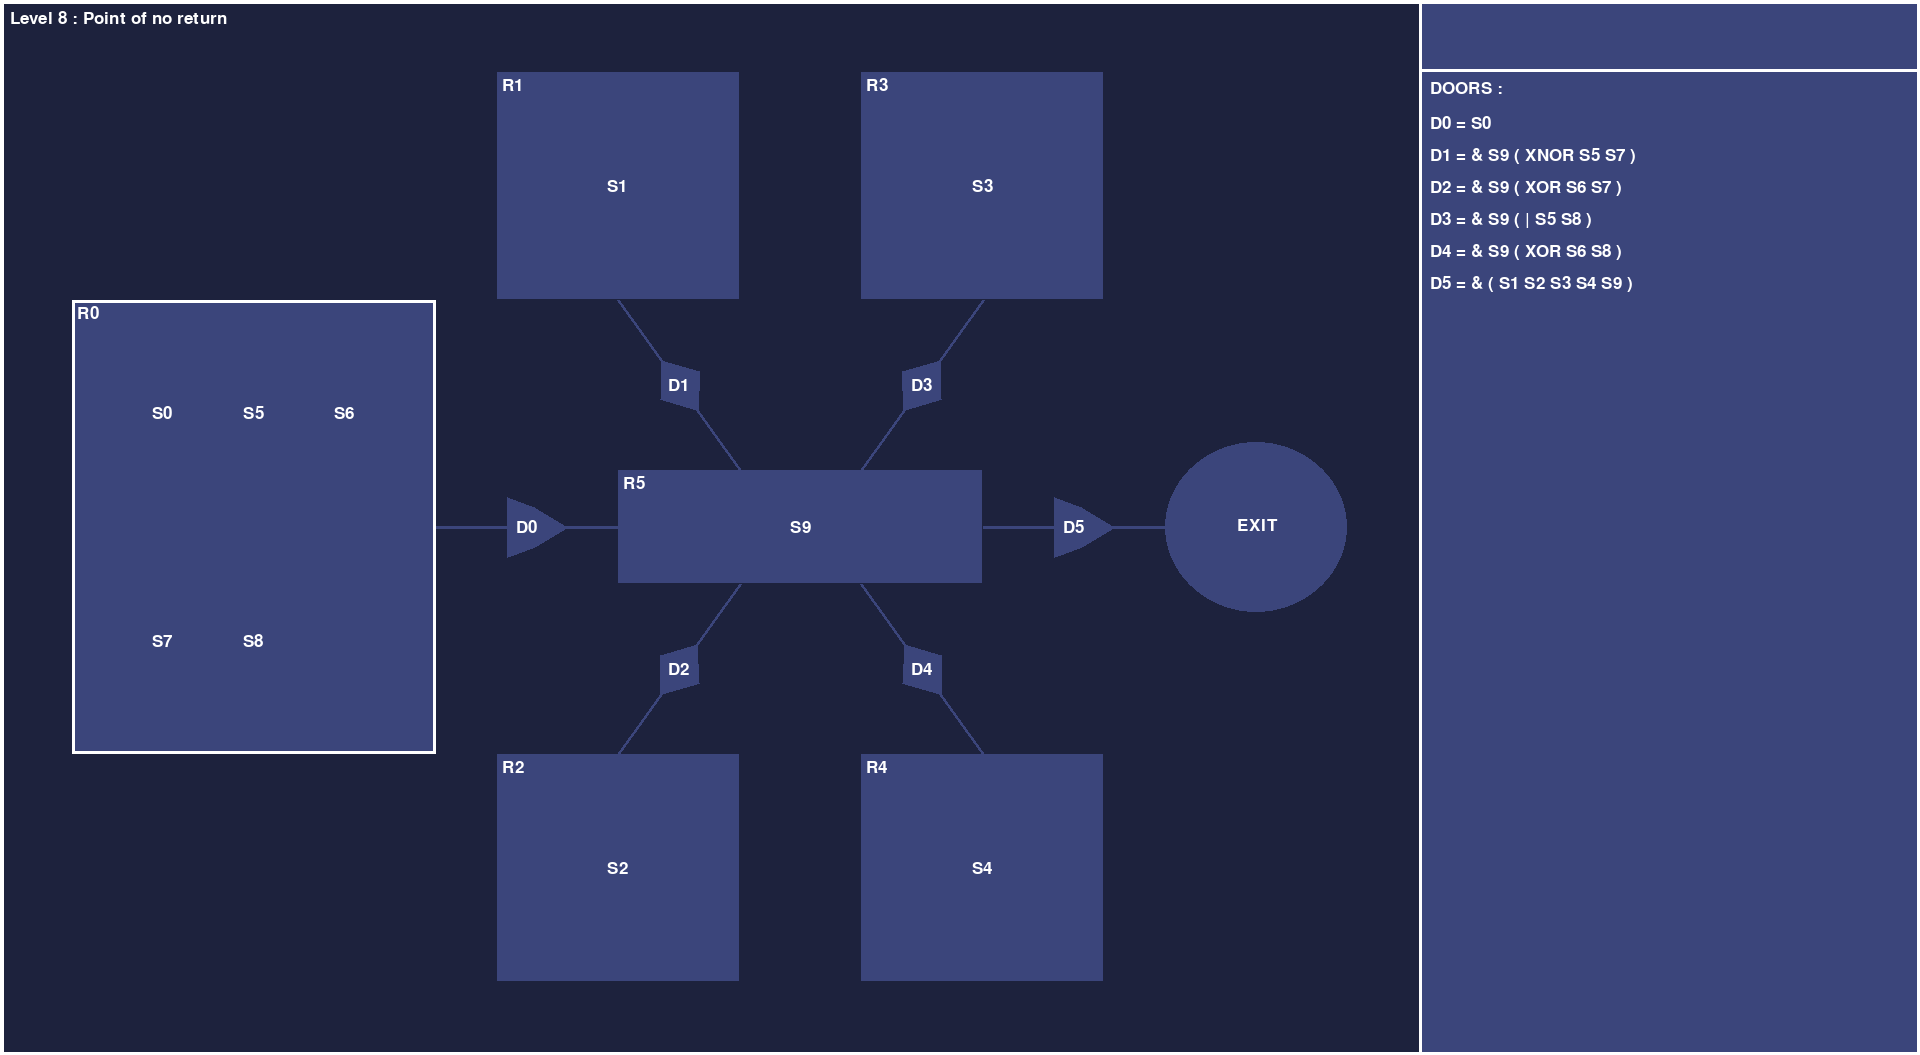 Level 8 : Point of no return
R1
S1
R3
S3
R0
S0 S5 S6
S7 S8
D1
D3
R5
S9
D0
D5
EXIT
D2
D4
R2
S2
R4
S4
DOORS :
D0 = S0
D1 = & S9 ( XNOR S5 S7 )
D2 = & S9 ( XOR S6 S7 )
D3 = & S9 ( | S5 S8 )
D4 = & S9 ( XOR S6 S8 )
D5 = & ( S1 S2 S3 S4 S9 )